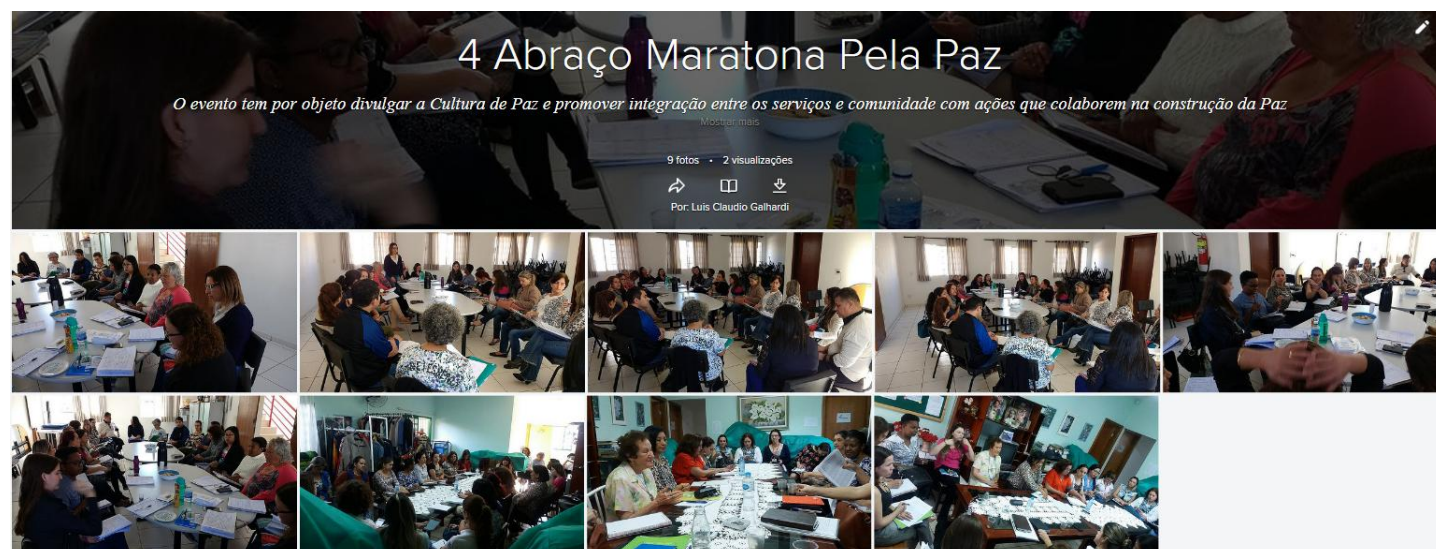 4 Abraço Maratona Pela Paz
O evento tem por objeto divulgar a Cultura de Paz e promover integração entre os serviços e comunidade com ações que colaborem na construção da Paz
Mostrar mais
9 fotos • 2 visualizações
Por: Luis Claudio Galhardi